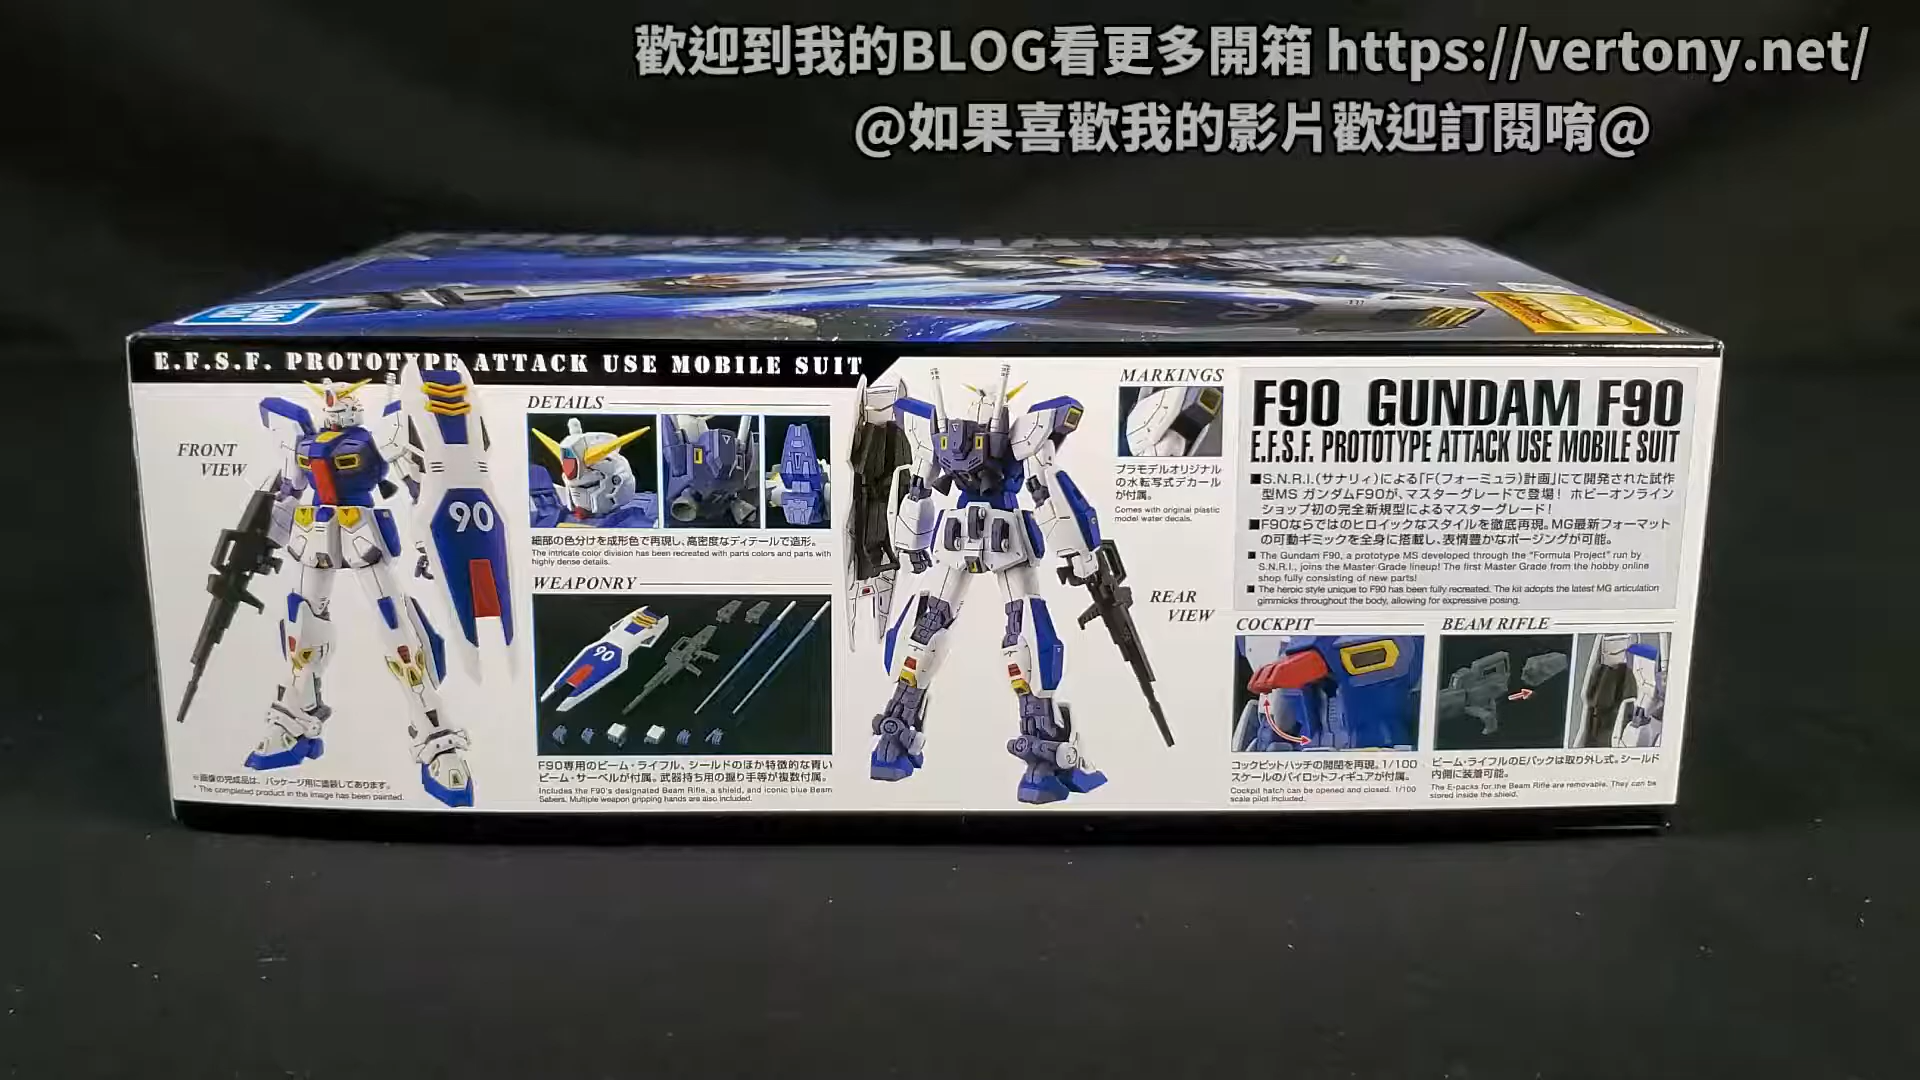 歡迎到我的BLOG看更多開箱 https://vertony.net/
@如果喜歡我的影片歡迎訂閱唷@
E.F.S.F. PROTOTYPE ATTACK USE MOBILE SUIT
FRONT
VIEW
90
※画像の完成品は、パッケージ用に塗装してあります。
* The completed product in the image has been painted.
DETAILS
細部の色分けを成形色で再現し、高密度なディテールで造形。
The intricate color division has been recreated with parts colors and parts with
highly dense details.
WEAPONRY
90
F90専用のビーム・ライフル、シールドのほか特徴的な青い
ビーム・サーベルが付属。武器持ち用の握り手等が複数付属。
Includes the F90's designated Beam Rifle, a shield, and iconic blue Beam
Sabers. Multiple weapon gripping hands are also included.
REAR
VIEW
MARKINGS
プラモデルオリジナル
の水転写式デカール
が付属。
Comes with original plastic
model water decals.
F90 GUNDAM F90
E.F.S.F. PROTOTYPE ATTACK USE MOBILE SUIT
■S.N.R.I.(サナリィ)による「F(フォーミュラ)計画」にて開発された試作
型MS ガンダムF90が、マスターグレードで登場! ホビーオンライン
ショップ初の完全新規型によるマスターグレード!
■F90ならではのヒロイックなスタイルを徹底再現。MG最新フォーマット
の可動ギミックを全身に搭載し、表情豊かなポージングが可能。
■ The Gundam F90, a prototype MS developed through the "Formula Project" run by
S.N.R.I., joins the Master Grade lineup! The first Master Grade from the hobby online
shop fully consisting of new parts!
■ The heroic style unique to F90 has been fully recreated. The kit adopts the latest MG articulation
gimmicks throughout the body, allowing for expressive posing.
COCKPIT
コックピットハッチの開閉を再現。1/100
スケールのパイロットフィギュアが付属。
Cockpit hatch can be opened and closed. 1/100
scale pilot included.
BEAM RIFLE
ビーム・ライフルのEパックは取り外し式。シールド
内側に装着可能。
The E-packs for the Beam Rifle are removable. They can be
stored inside the shield.